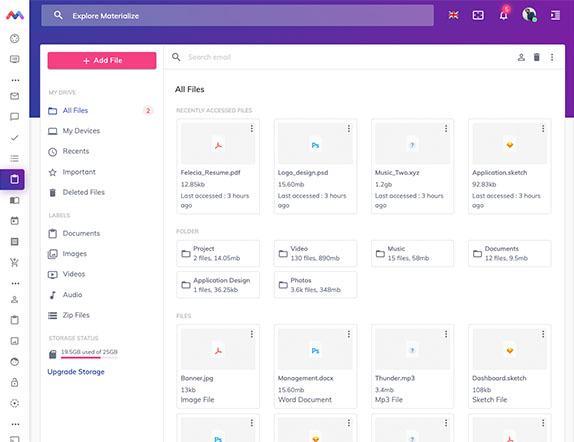 Explore Materialize
5
+ Add File
Search email
MY DRIVE
All Files
2
My Devices
Recents
Important
Deleted Files
LABELS
Documents
Images
Videos
Audio
Zip Files
STORAGE STATUS
19.5GB used of 25GB
Upgrade Storage
All Files
RECENTLY ACCESSED FILES
Felecia_Resume.pdf
12.85kb
Last accessed : 3 hours
ago
Ps
Logo_design.psd
15.60mb
Last accessed : 3 hours
ago
?
Music_Two.xyz
1.2gb
Last accessed : 3 hours
ago
Application.sketch
92.83kb
Last accessed : 3 hours
ago
FOLDER
Project
2 files, 14.05mb
Video
130 files, 890mb
Music
15 files, 58mb
Documents
12 files, 9.5mb
Application Design
1 files, 36.25kb
Photos
3.6k files, 348mb
FILES
Banner.jpg
13kb
Image File
Ps
Management.docx
15.60mb
Word Document
?
Thunder.mp3
3.4mb
Mp3 File
Dashboard.sketch
108kb
Sketch File
Ps
?